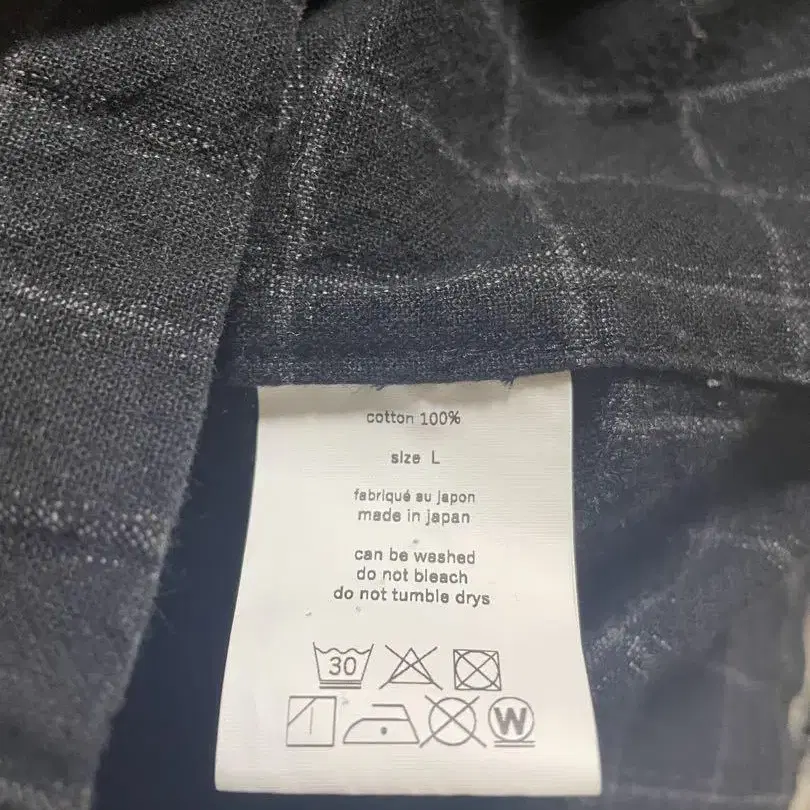 cotton 100%
size L
fabriqué au japon
made in japan
can be washed
do not bleach
do not tumble drys
30
W